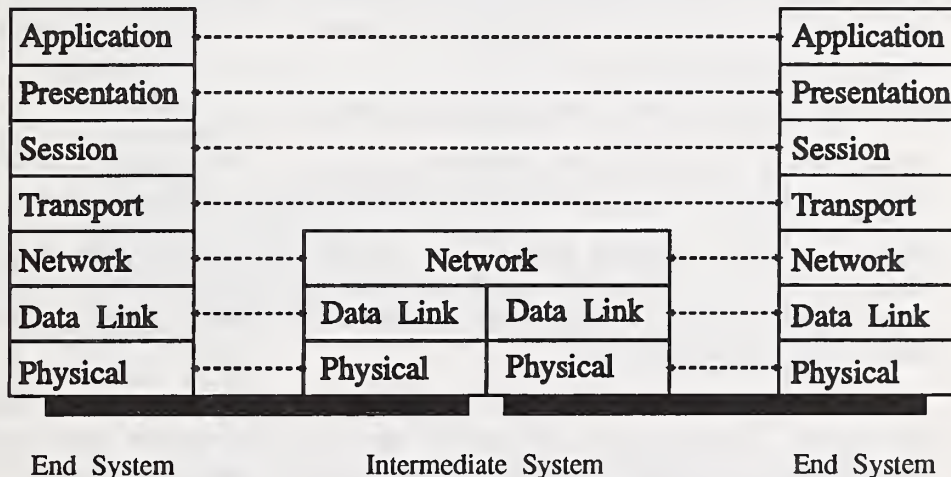 Application Application
Presentation Presentation
Session Session
Transport Transport
Network Network Network
Data Link Data Link Data Link Data Link
Physical Physical Physical Physical
End System Intermediate System End System